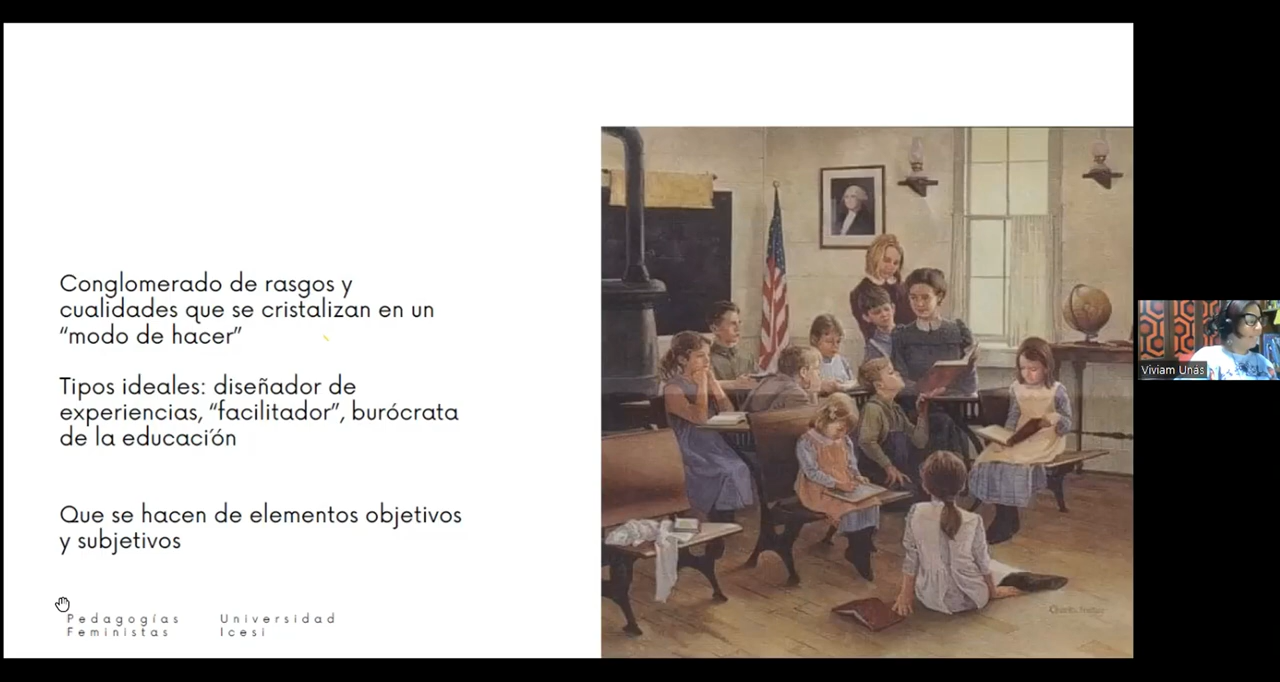 Conglomerado de rasgos y
cualidades que se cristalizan en un
“modo de hacer”
Tipos ideales: diseñador de
experiencias, “facilitador”, burócrata
de la educación
Que se hacen de elementos objetivos
y subjetivos
Pedagogías
Feministas
Universidad
Icesi
Viviam Unás